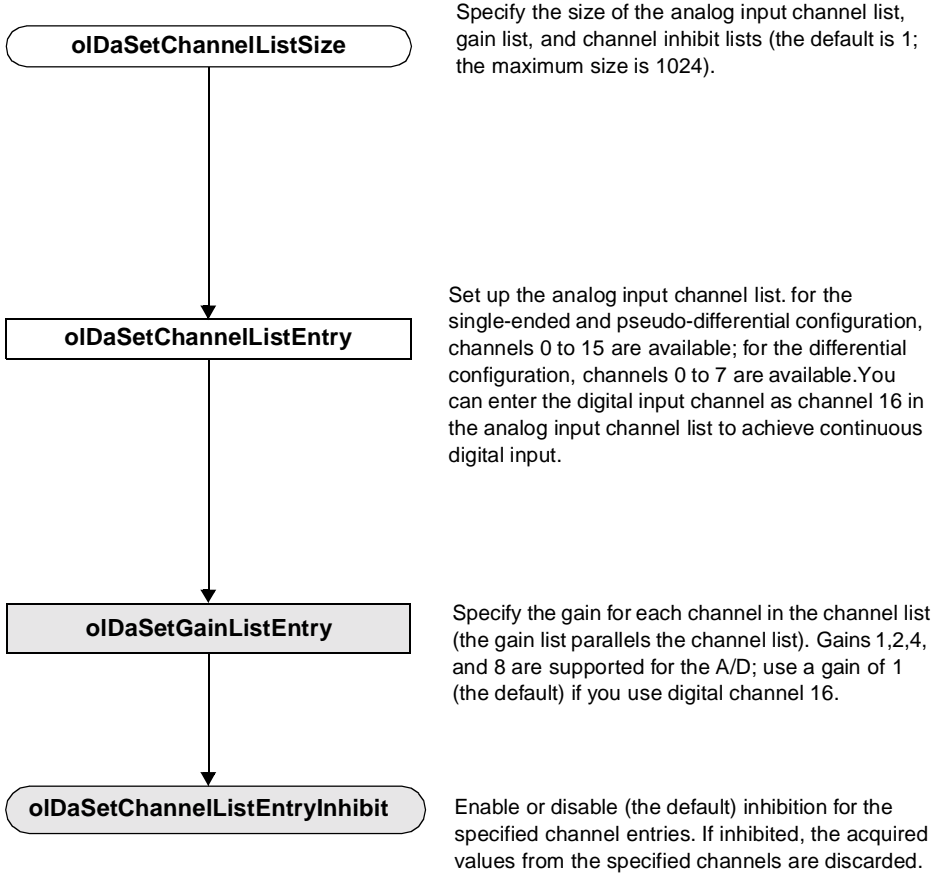 olDaSetChannelListSize
Specify the size of the analog input channel list,
gain list, and channel inhibit lists (the default is 1;
the maximum size is 1024).
olDaSetChannelListEntry
Set up the analog input channel list. for the
single-ended and pseudo-differential configuration,
channels 0 to 15 are available; for the differential
configuration, channels 0 to 7 are available.You
can enter the digital input channel as channel 16 in
the analog input channel list to achieve continuous
digital input.
olDaSetGainListEntry
Specify the gain for each channel in the channel list
(the gain list parallels the channel list). Gains 1,2,4,
and 8 are supported for the A/D; use a gain of 1
(the default) if you use digital channel 16.
olDaSetChannelListEntryInhibit
Enable or disable (the default) inhibition for the
specified channel entries. If inhibited, the acquired
values from the specified channels are discarded.